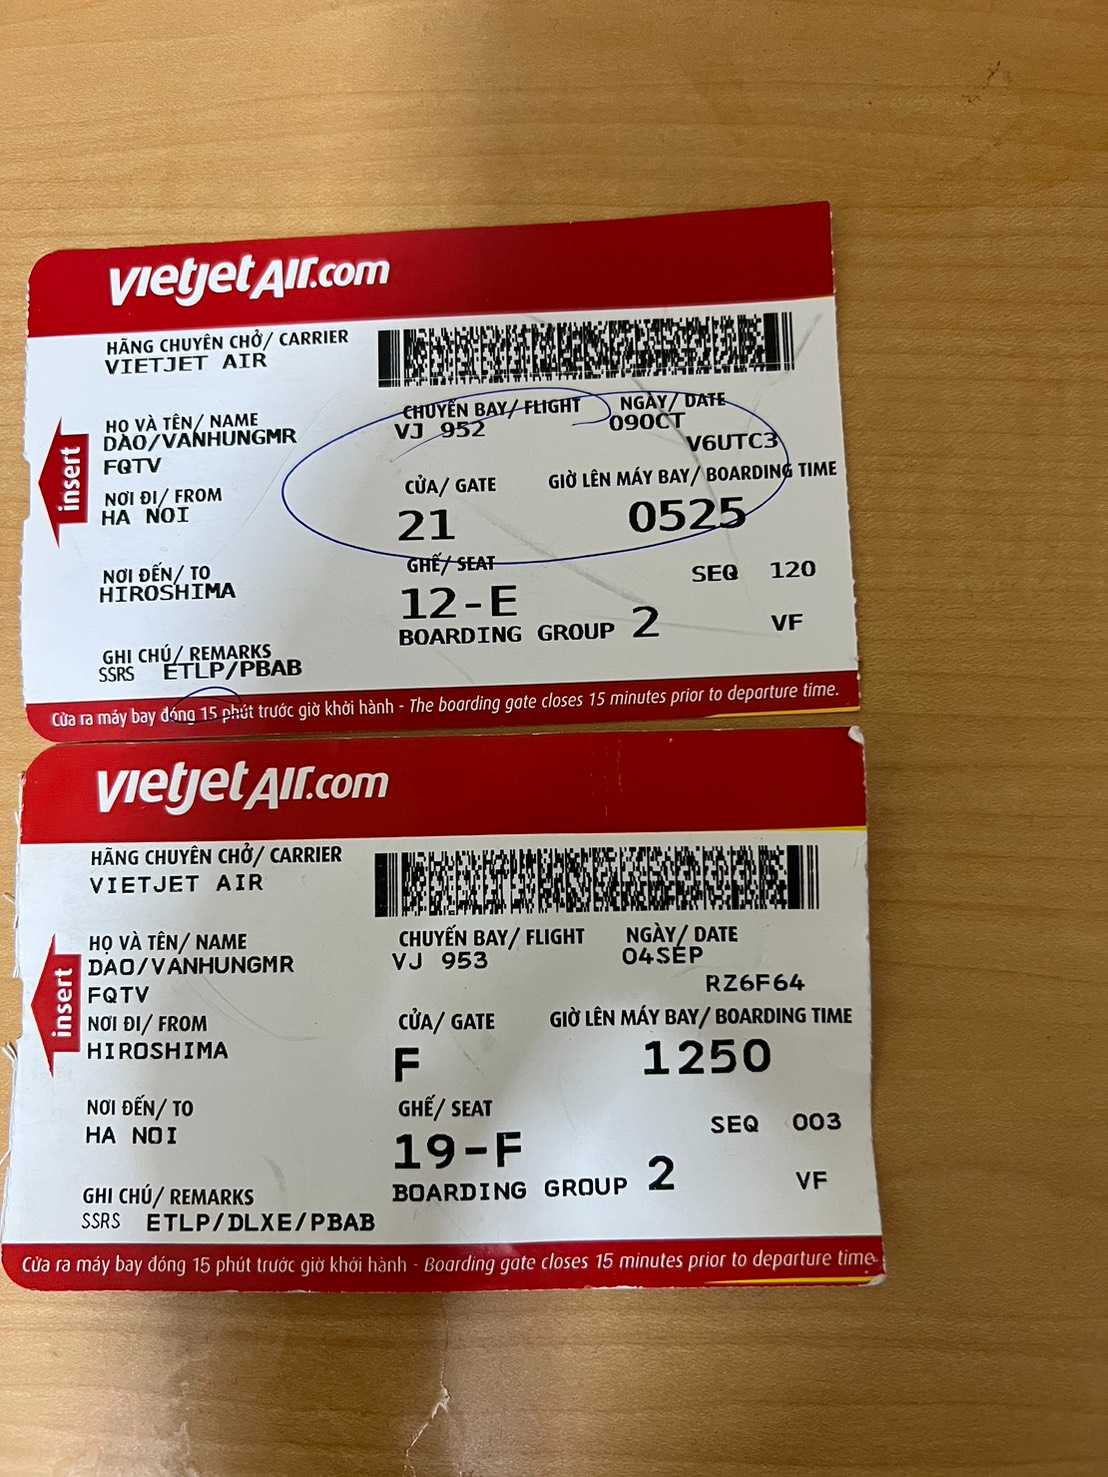 vietjetAir.com
HÃNG CHUYÊN CHỞ/ CARRIER
VIETJET AIR
HỌ VÀ TÊN/ NAME
DAO/VANHUNGMR
FQTV
NƠI ĐI/ FROM
HA NOI
NƠI ĐẾN/ TO
HIROSHIMA
GHI CHÚ/ REMARKS
SSRS ETLP/PBAB
insert
CHUYẾN BAY/ FLIGHT
VJ 952
NGÀY/ DATE
09OCT
V6UTC3
CỬA/ GATE
21
GIỜ LÊN MÁY BAY/ BOARDING TIME
0525
GHẾ/ SEAT
12-E
SEQ 120
BOARDING GROUP 2
VF
Cửa ra máy bay đóng 15 phút trước giờ khởi hành - The boarding gate closes 15 minutes prior to departure time.
vietjetAir.com
HÃNG CHUYÊN CHỞ/ CARRIER
VIETJET AIR
HỌ VÀ TÊN/ NAME
DAO/VANHUNGMR
FQTV
NƠI ĐI/ FROM
HIROSHIMA
NƠI ĐẾN/ TO
HA NOI
GHI CHÚ/ REMARKS
SSRS ETLP/DLXE/PBAB
insert
CHUYẾN BAY/ FLIGHT
VJ 953
NGÀY/ DATE
04SEP
RZ6F64
CỬA/ GATE
F
GIỜ LÊN MÁY BAY/ BOARDING TIME
1250
GHẾ/ SEAT
19-F
SEQ 003
BOARDING GROUP 2
VF
Cửa ra máy bay đóng 15 phút trước giờ khởi hành - Boarding gate closes 15 minutes prior to departure time.